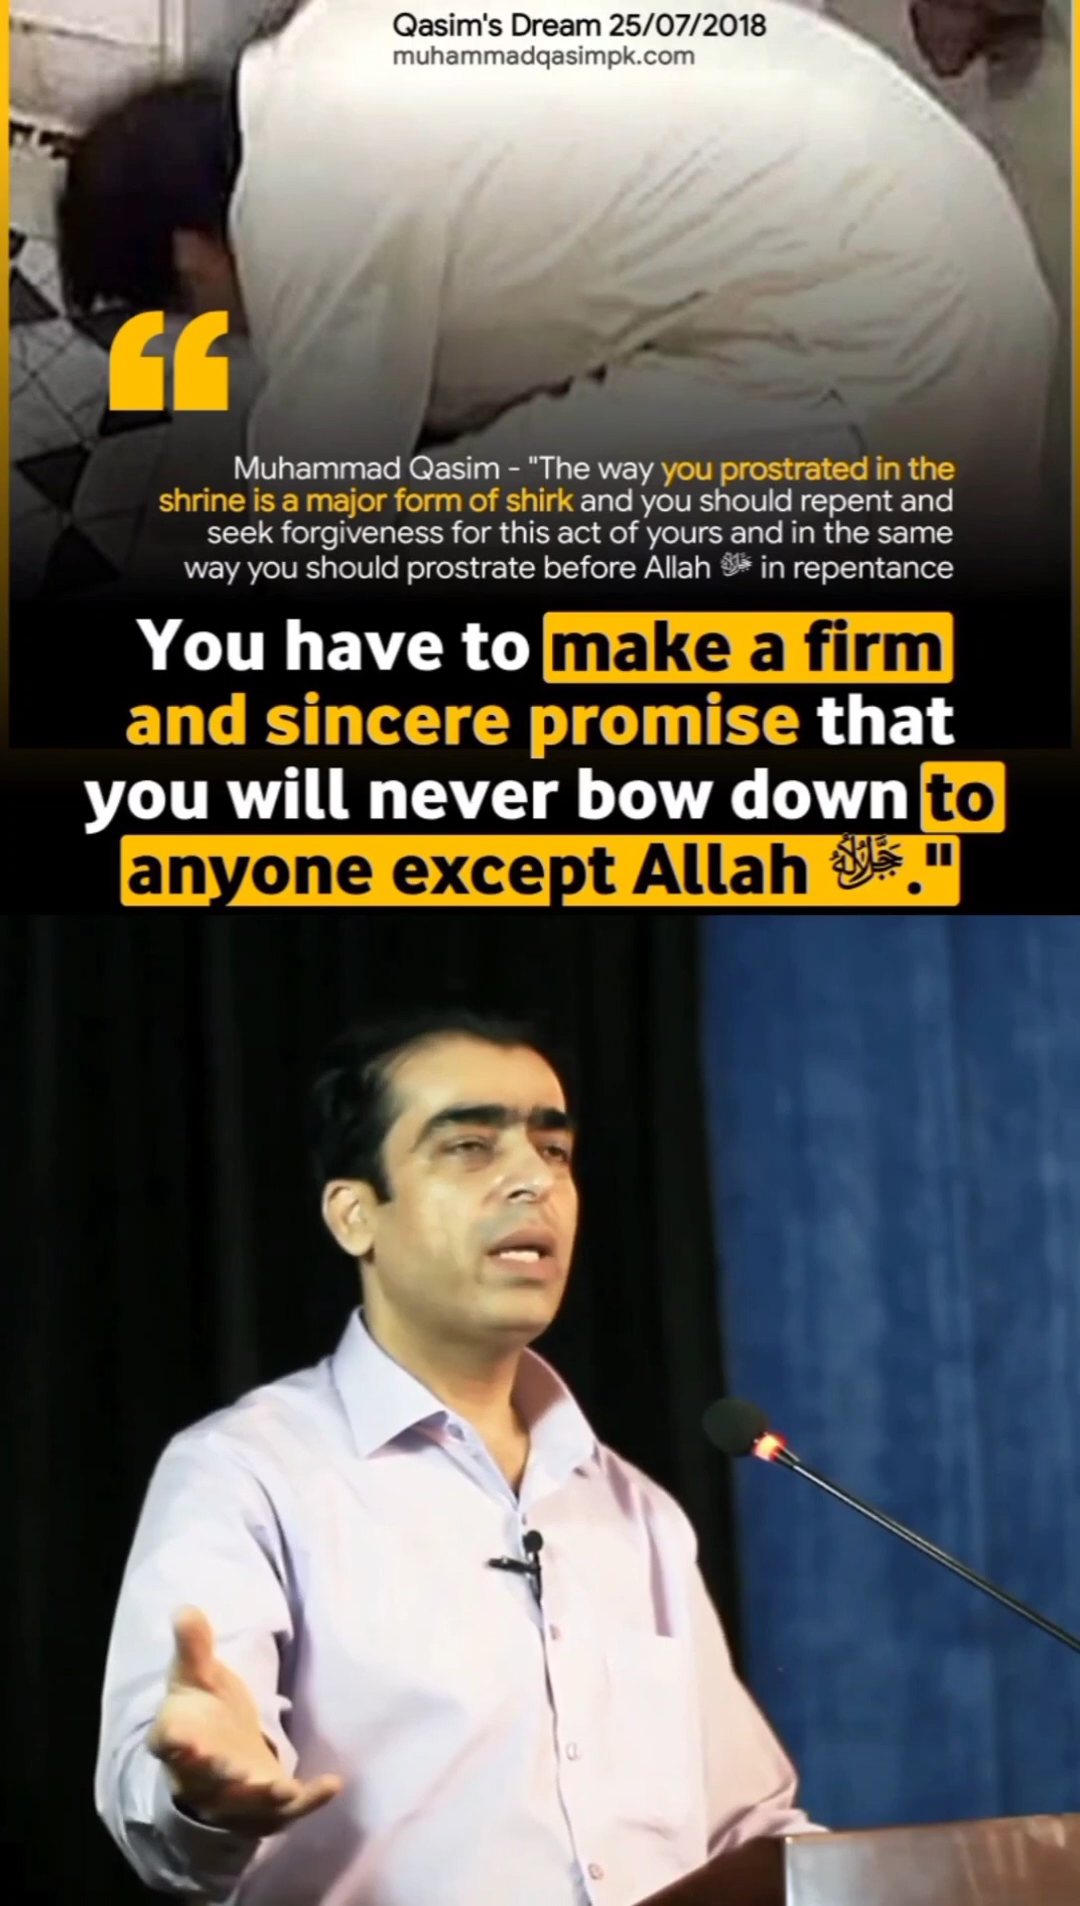 Qasim's Dream 25/07/2018
muhammadqasimpk.com
“
Muhammad Qasim - "The way you prostrated in the
shrine is a major form of shirk and you should repent and
seek forgiveness for this act of yours and in the same
way you should prostrate before Allah ﷻ in repentance
You have to make a firm
and sincere promise that
you will never bow down to
anyone except Allah ﷻ."